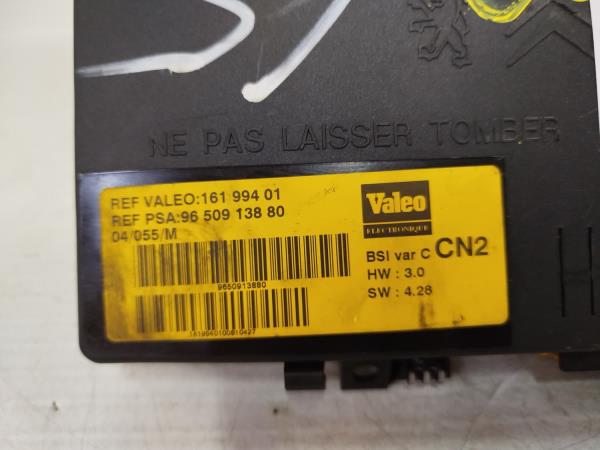 NE PAS LAISSER TOMBER
REF VALEO:161 994 01
REF PSA:96 509 138 80
04/055/M
Valeo
ELECTRONIQUE
BSI var C CN2
HW : 3.0
SW : 4.28
9650913880